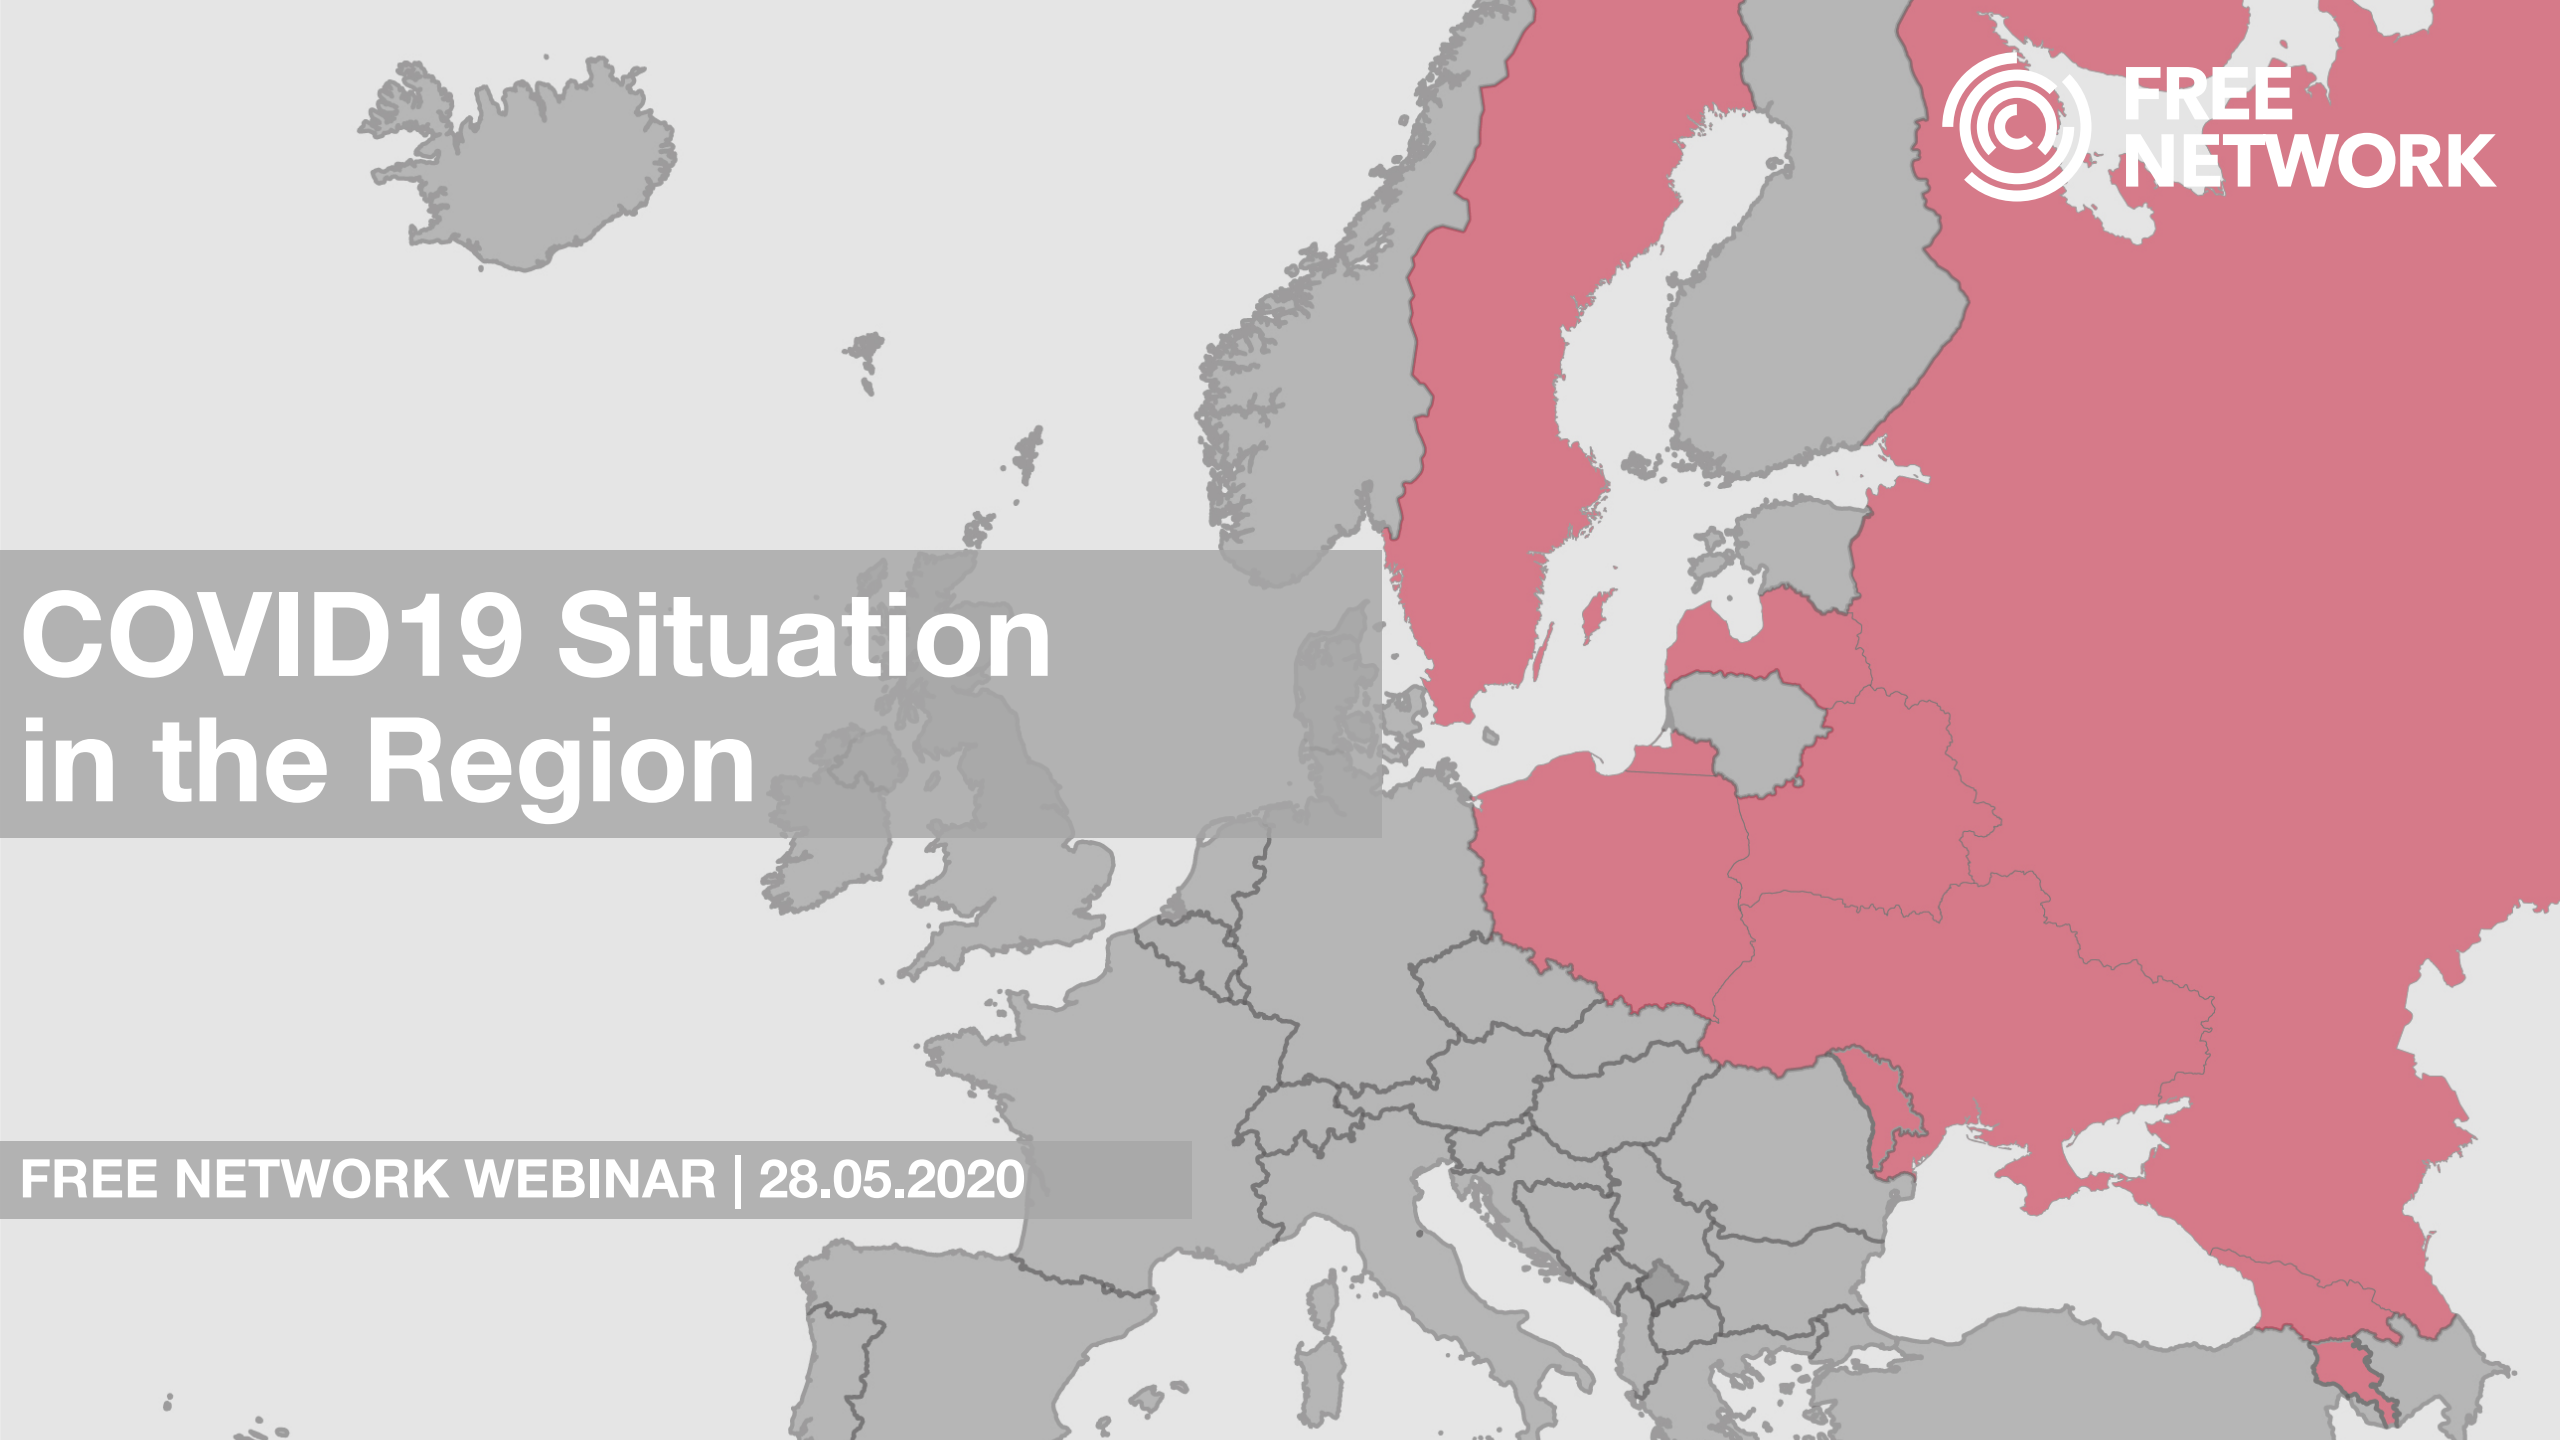 FREE
NETWORK
COVID19 Situation
in the Region
FREE NETWORK WEBINAR | 28.05.2020